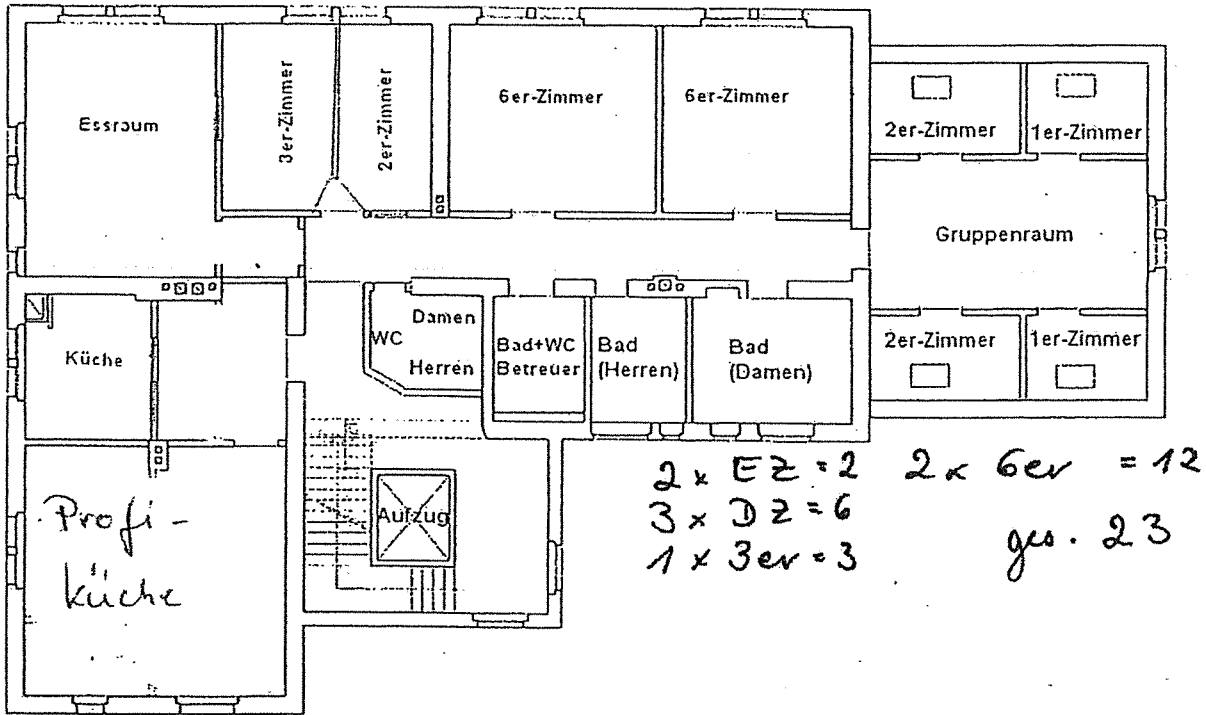 Essraum
3er-Zimmer
2er-Zimmer
6er-Zimmer
6er-Zimmer
2er-Zimmer
1er-Zimmer
Gruppenraum
2er-Zimmer
1er-Zimmer
Küche
WC
Damen
Herren
Bad+WC
Betreuer
Bad
(Herren)
Bad
(Damen)
Aufzug
Profi-
küche
2 x EZ = 2 2 x 6er = 12
3 x DZ = 6
1 x 3er = 3
ges. 23